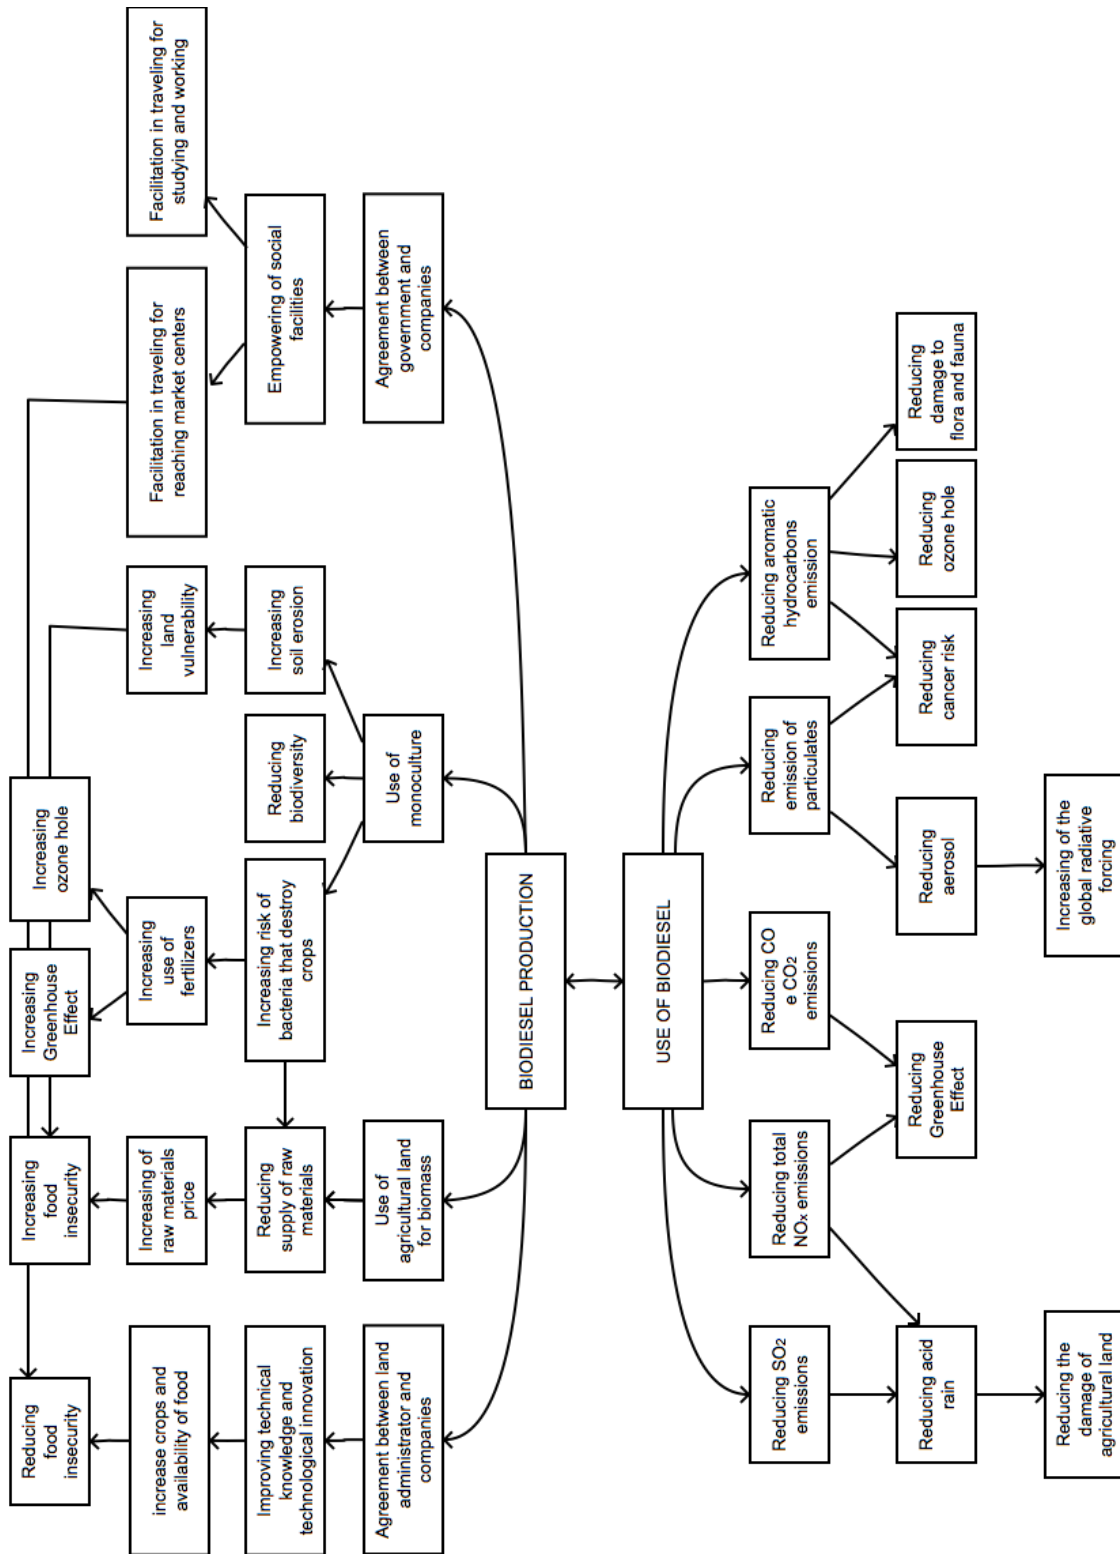 Reducing
food
insecurity
Increasing
food
insecurity
Increasing
Greenhouse
Effect
Increasing
ozone hole
increase crops and
availability of food
Increasing of
raw materials
price
Increasing
use of
fertilizers
Increasing
land
vulnerability
Facilitation in traveling for
reaching market centers
Facilitation in traveling for
studying and working
Improving technical
knowledge and
technological innovation
Reducing
supply of raw
materials
Increasing risk of
bacteria that destroy
crops
Reducing
biodiversity
Increasing
soil erosion
Empowering of social
facilities
Agreement between land
administrator and
companies
Use of
agricultural land
for biomass
Use of
monoculture
Agreement between
government and
companies
BIODIESEL PRODUCTION
USE OF BIODIESEL
Reducing SO2
emissions
Reducing total
NOx emissions
Reducing CO
e CO2
emissions
Reducing
emission of
particulates
Reducing aromatic
hydrocarbons
emission
Reducing acid
rain
Reducing
Greenhouse
Effect
Reducing
aerosol
Reducing
cancer risk
Reducing
ozone hole
Reducing
damage to
flora and fauna
Reducing the
damage of
agricultural land
Increasing of the
global radiative
forcing